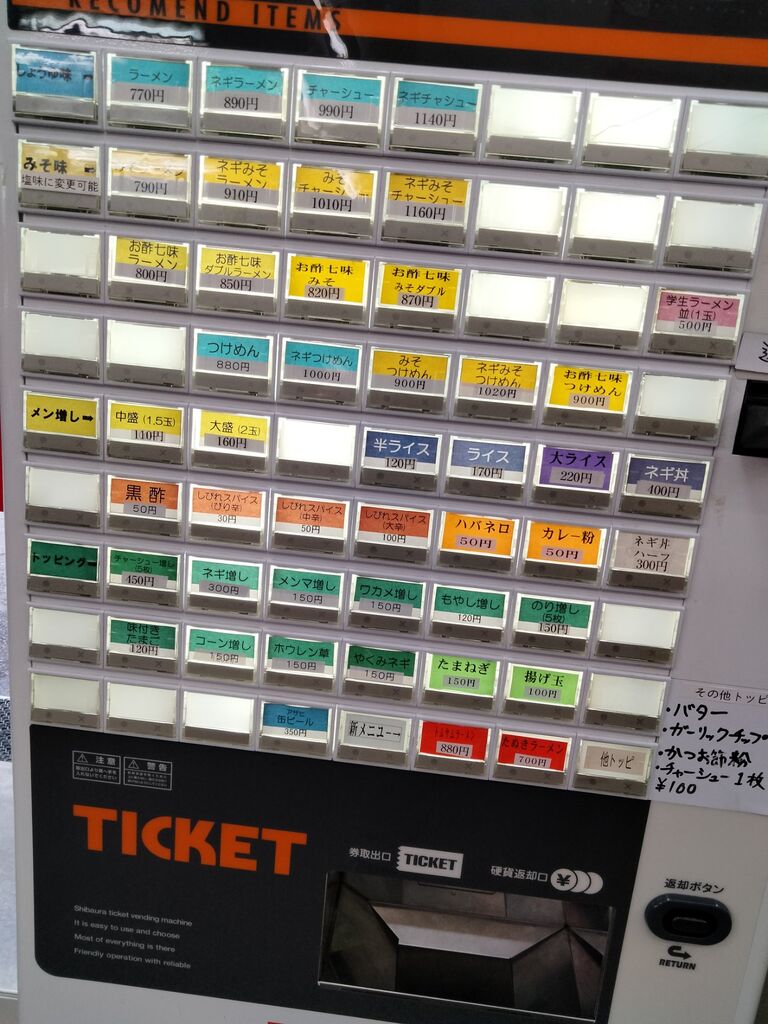 RECOMEND ITEMS
しょうゆ味
ラーメン
770円
ネギラーメン
890円
チャーシュー
990円
ネギチャシュー
1140円
みそ味
塩味に変更可能
790円
ネギみそ
ラーメン
910円
みそ
チャーシュー
1010円
ネギみそ
チャーシュー
1160円
お酢七味
ラーメン
800円
お酢七味
ダブルラーメン
850円
お酢七味
みそ
820円
お酢七味
みそダブル
870円
学生ラーメン
並(1玉)
500円
つけめん
880円
ネギつけめん
1000円
みそ
つけめん
900円
ネギみそ
つけめん
1020円
お酢七味
つけめん
900円
メン増し→
中盛(1,5玉)
110円
大盛(2玉)
160円
半ライス
120円
ライス
170円
大ライス
220円
ネギ丼
400円
黒酢
50円
しびれスパイス
(ぴり辛)
30円
しびれスパイス
(中辛)
50円
しびれスパイス
(大辛)
100円
ハバネロ
50円
カレー粉
50円
ネギ丼
ハーフ
300円
トッピング
チャーシュー増し
(5枚)
450円
ネギ増し
300円
メンマ増し
150円
ワカメ増し
150円
もやし増し
120円
のり増し
(5枚)
150円
味付き
たまご
120円
コーン増し
150円
ホウレン草
150円
やくみネギ
150円
たまねぎ
150円
揚げ玉
100円
アサヒ
缶ビール
350円
新メニュー→
880円
たぬきラーメン
700円
他トッピ
その他トッピ
・バター
・ガーリックチップ
・かつお節粉
・チャーシュー1枚
¥100
注意
警告
TICKET
券取出口 TICKET
硬貨返却口 ¥
返却ボタン
RETURN
Shibaura ticket vending machine
It is easy to use and choose
Most of everything is there
Friendly operation with reliable